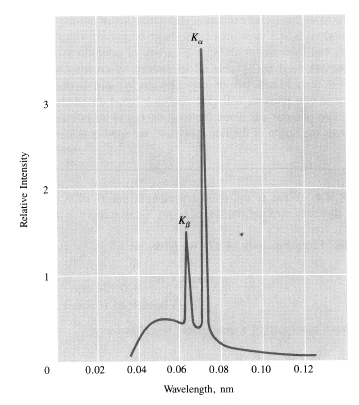 Kα
3
2
Kβ
1
0 0.02 0.04 0.06 0.08 0.10 0.12
Relative Intensity
Wavelength, nm